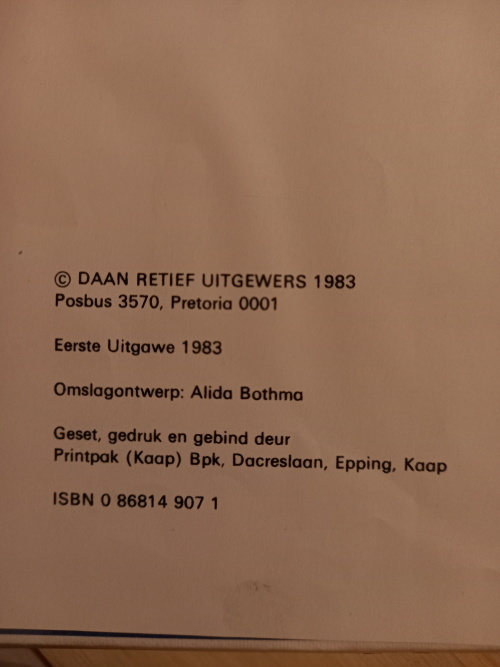 © DAAN RETIEF UITGEWERS 1983
Posbus 3570, Pretoria 0001
Eerste Uitgawe 1983
Omslagontwerp: Alida Bothma
Geset, gedruk en gebind deur
Printpak (Kaap) Bpk, Dacreslaan, Epping, Kaap
ISBN 0 86814 907 1